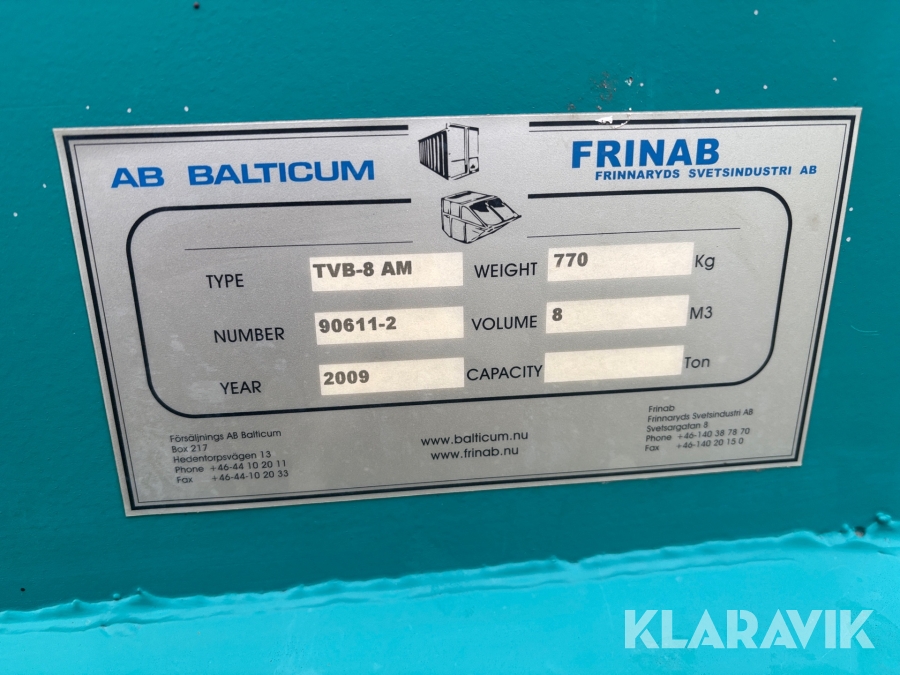 AB BALTICUM
FRINAB
FRINNARYDS SVETSINDUSTRI AB
TYPE TVB-8 AM WEIGHT 770 Kg
NUMBER 90611-2 VOLUME 8 M3
YEAR 2009 CAPACITY Ton
Försäljnings AB Balticum
Box 217
Hedentorpsvägen 13
Phone +46-44 10 20 11
Fax +46-44-10 20 33
www.balticum.nu
www.frinab.nu
Frinab
Frinnaryds Svetsindustri AB
Svetsargatan 8
Phone +46-140 38 78 70
Fax +46-140 20 15 0
KLARAVIK